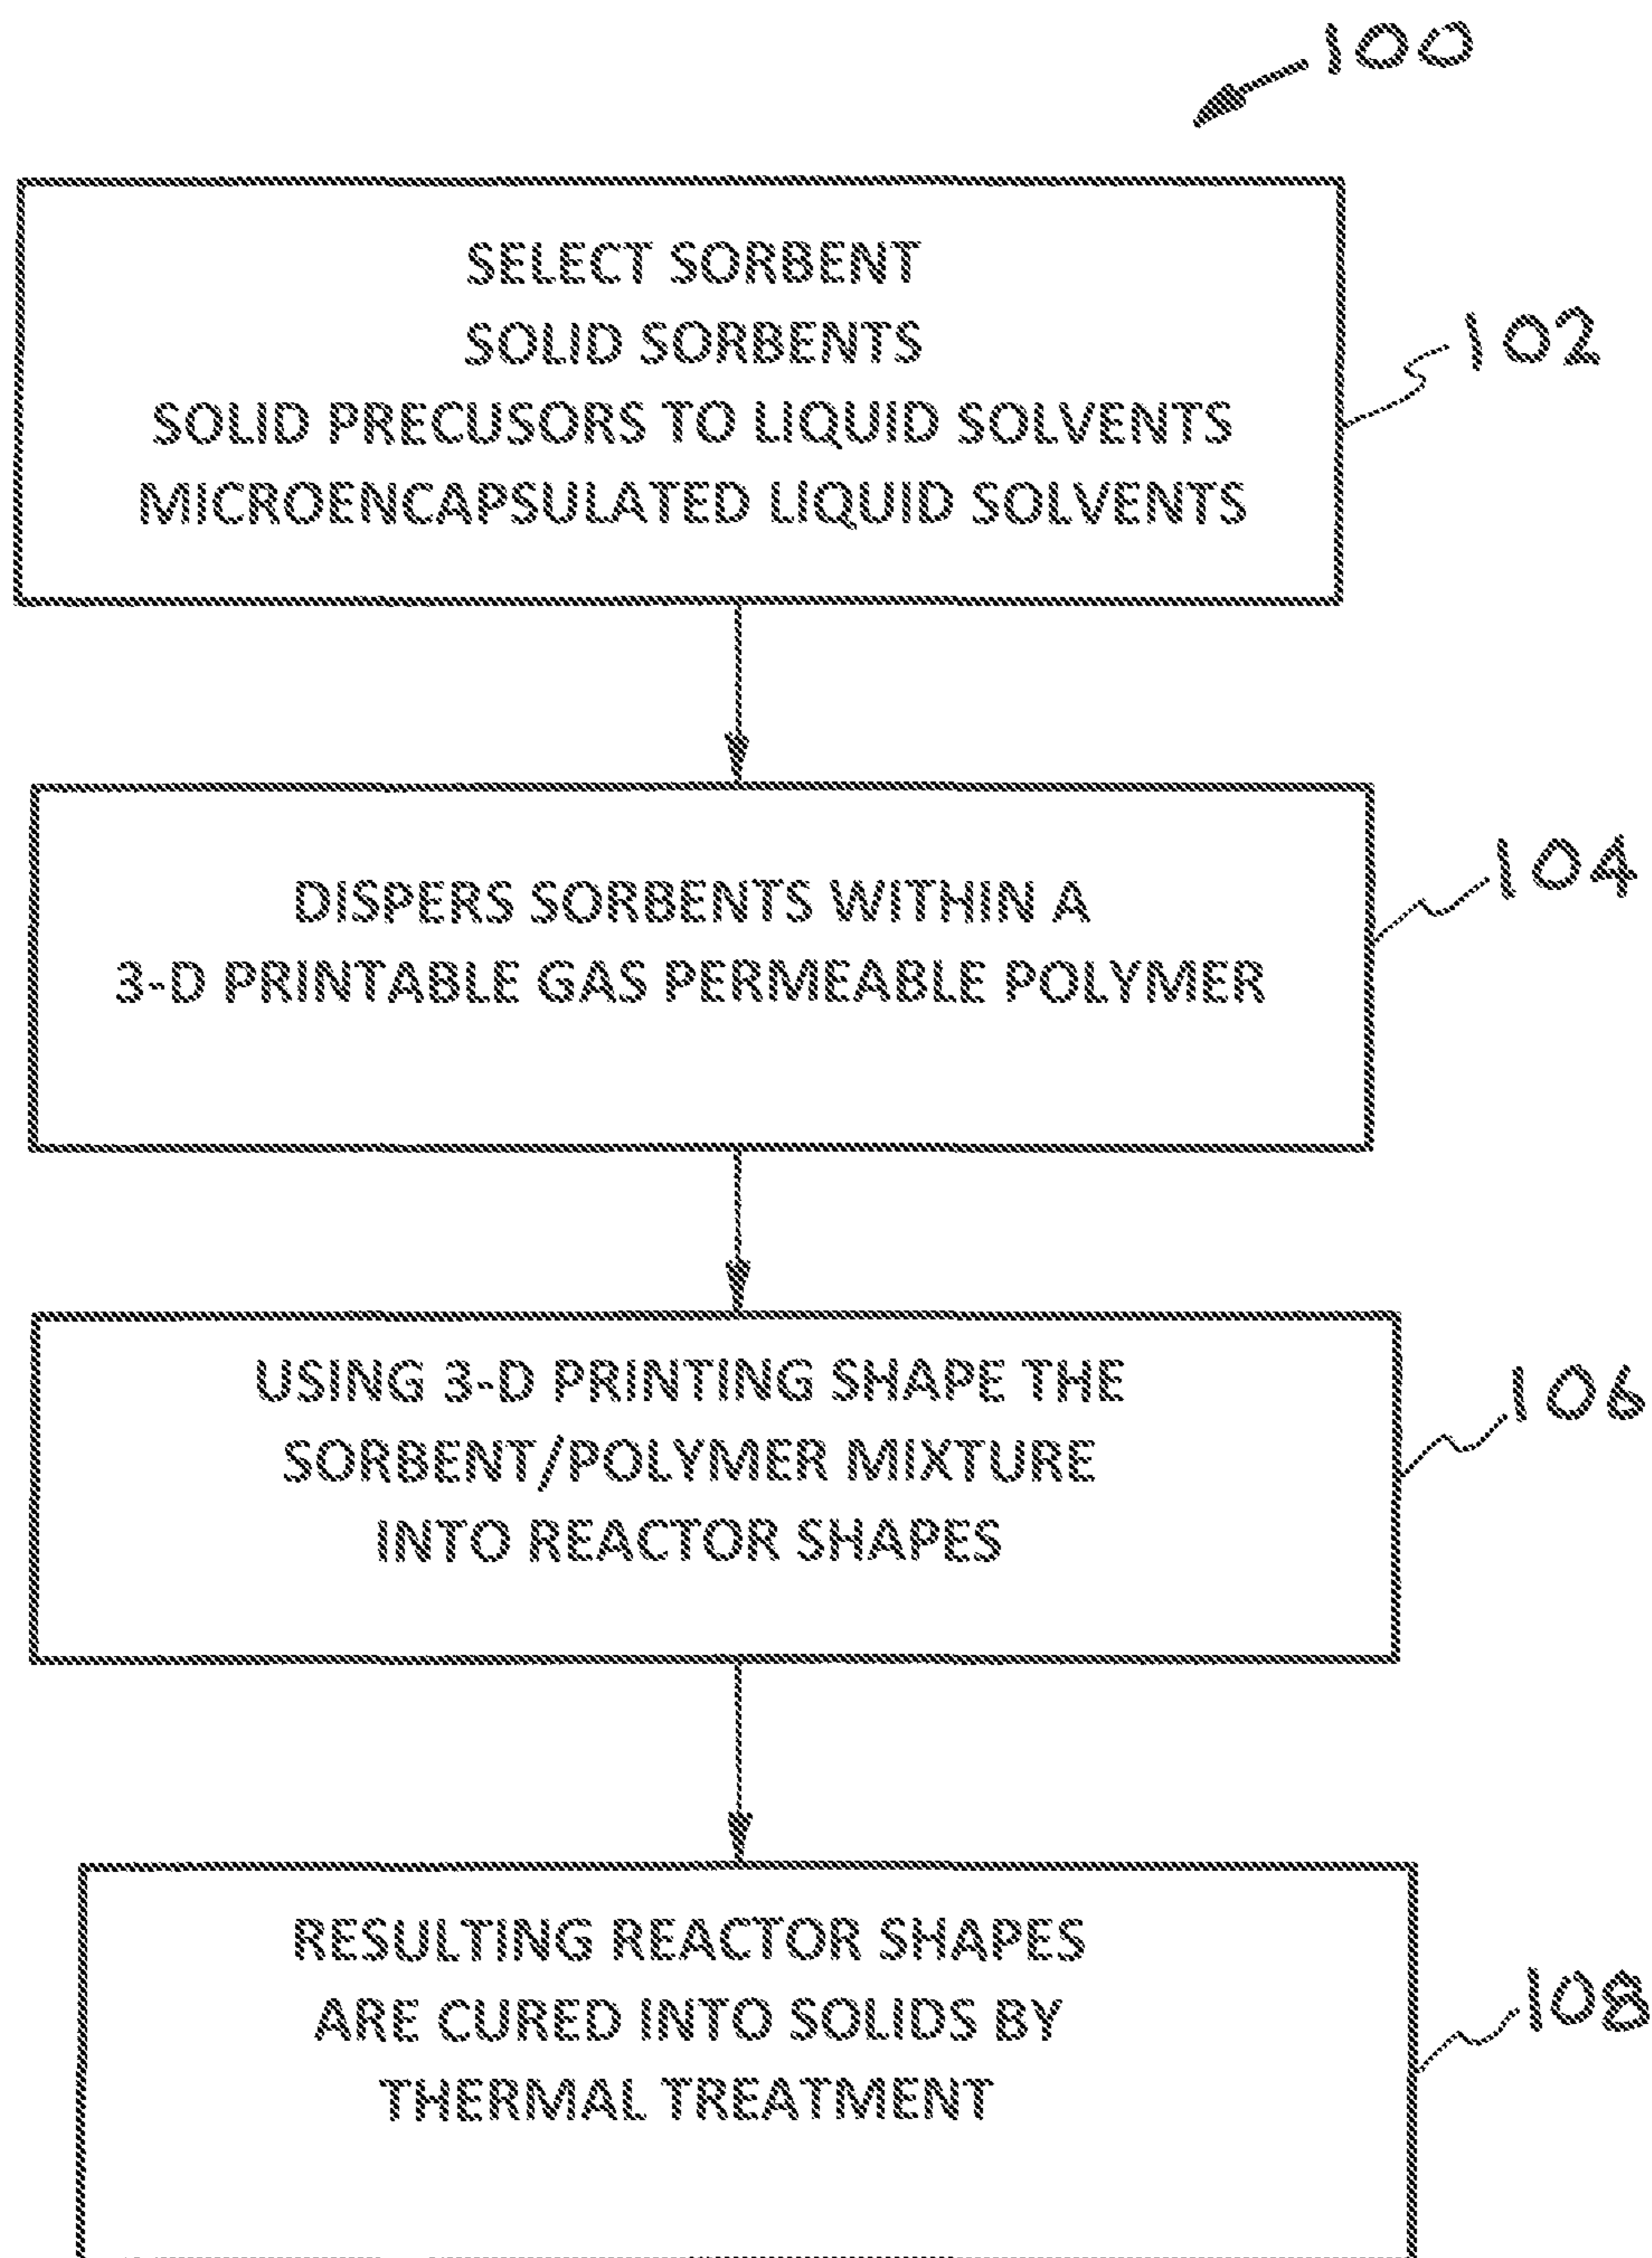 100
SELECT SORBENT
SOLID SORBENTS
SOLID PRECUSORS TO LIQUID SOLVENTS
MICROENCAPSULATED LIQUID SOLVENTS
102
DISPERS SORBENTS WITHIN A
3-D PRINTABLE GAS PERMEABLE POLYMER
104
USING 3-D PRINTING SHAPE THE
SORBENT/POLYMER MIXTURE
INTO REACTOR SHAPES
106
RESULTING REACTOR SHAPES
ARE CURED INTO SOLIDS BY
THERMAL TREATMENT
108